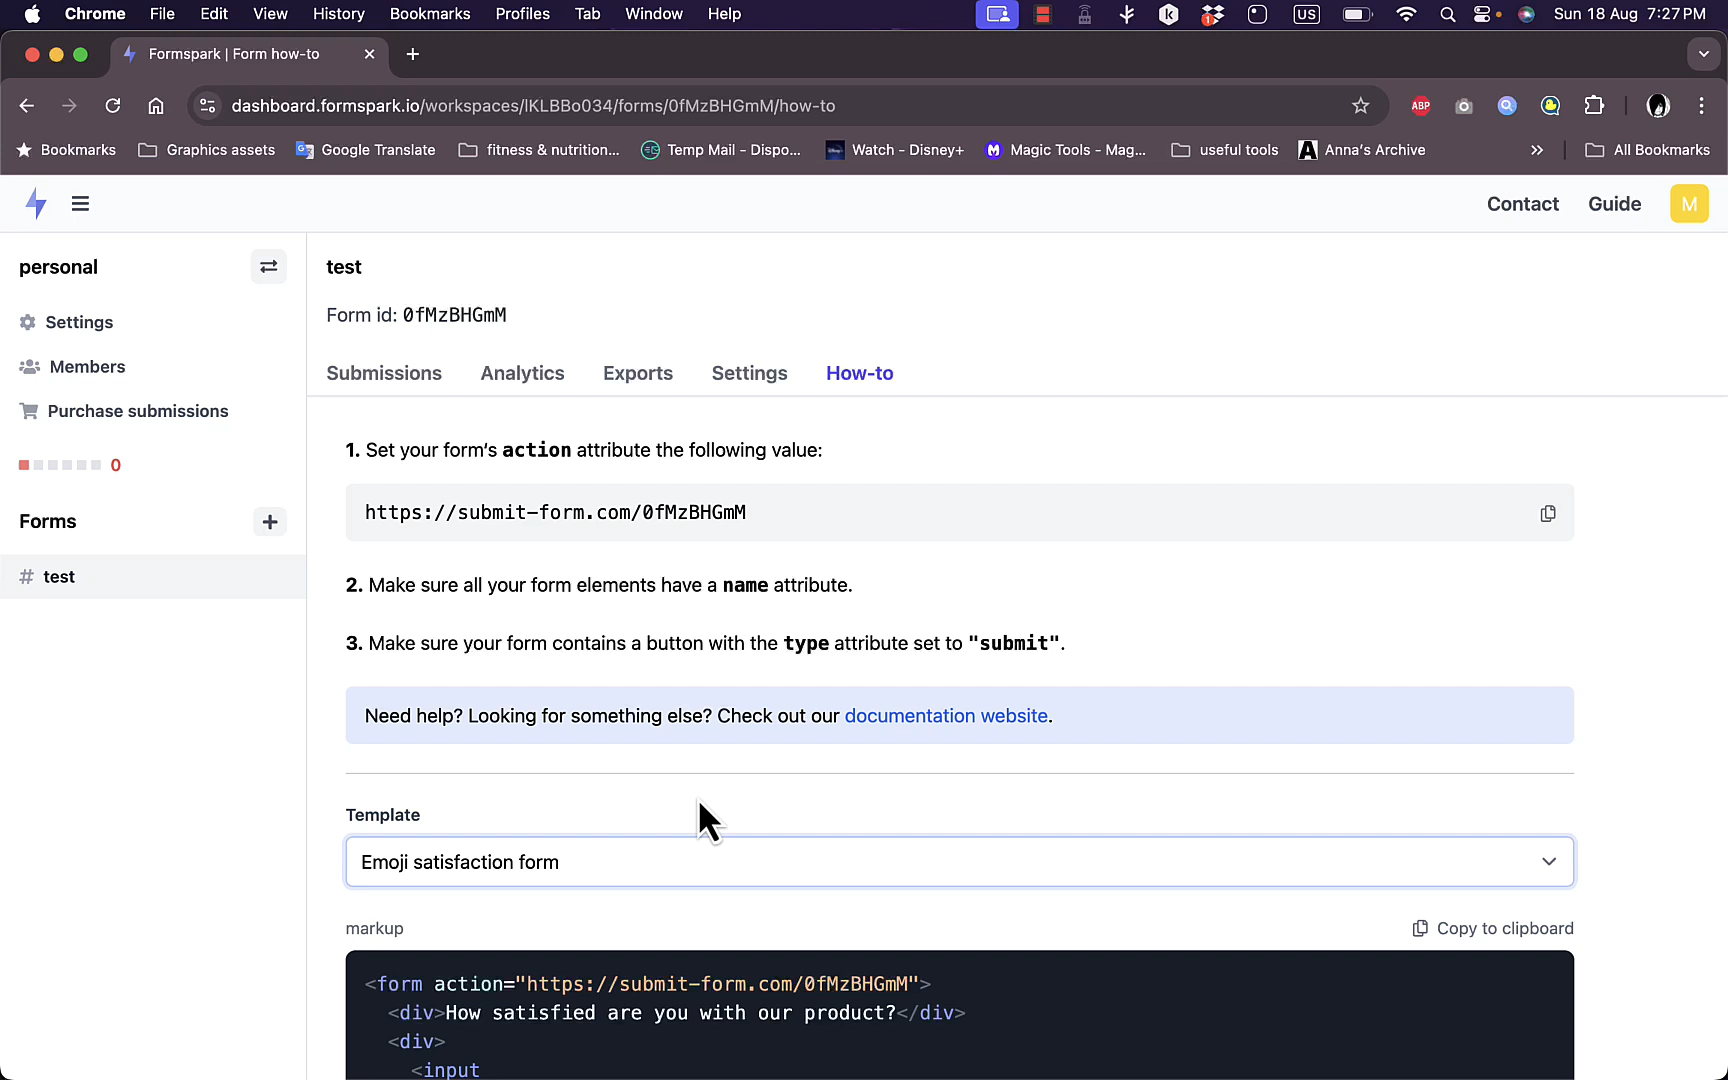 Chrome File Edit View History Bookmarks Profiles Tab Window Help US Sun 18 Aug 7:27 PM
Formspark | Form how-to
dashboard.formspark.io/workspaces/lKLBBo034/forms/0fMzBHGmM/how-to ABP
Bookmarks Graphics assets Google Translate fitness & nutrition... Temp Mail - Dispo... Watch - Disney+ Magic Tools - Mag... useful tools Anna's Archive All Bookmarks
Contact Guide M
personal
Settings
Members
Purchase submissions
0
Forms
# test
test
Form id: 0fMzBHGmM
Submissions Analytics Exports Settings How-to
1. Set your form's action attribute the following value:
https://submit-form.com/0fMzBHGmM
2. Make sure all your form elements have a name attribute.
3. Make sure your form contains a button with the type attribute set to "submit".
Need help? Looking for something else? Check out our documentation website.
Template
Emoji satisfaction form
markup Copy to clipboard
<form action="https://submit-form.com/0fMzBHGmM">
<div>How satisfied are you with our product?</div>
<div>
<input